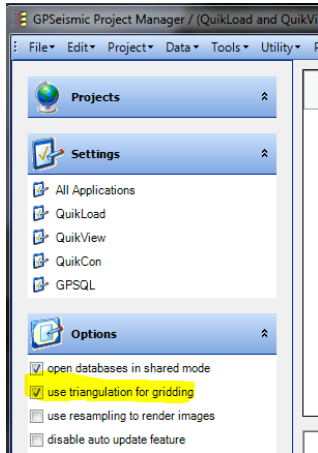 GPSeismic Project Manager / (QuikLoad and QuikVi
File Edit Project Data Tools Utility
Projects
Settings
All Applications
QuikLoad
QuikView
QuikCon
GPSQL
Options
open databases in shared mode
use triangulation for gridding
use resampling to render images
disable auto update feature